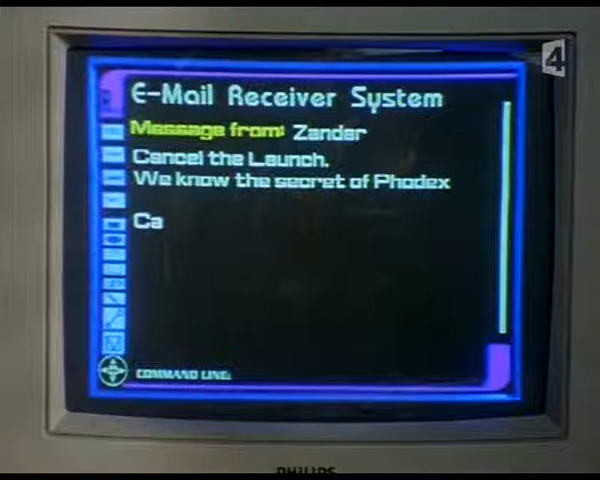 4
E-Mail Receiver System
Message from: Zander
Cancel the Launch.
We know the secret of Phodex
Ca
COMMAND LINE:
PHILIPS